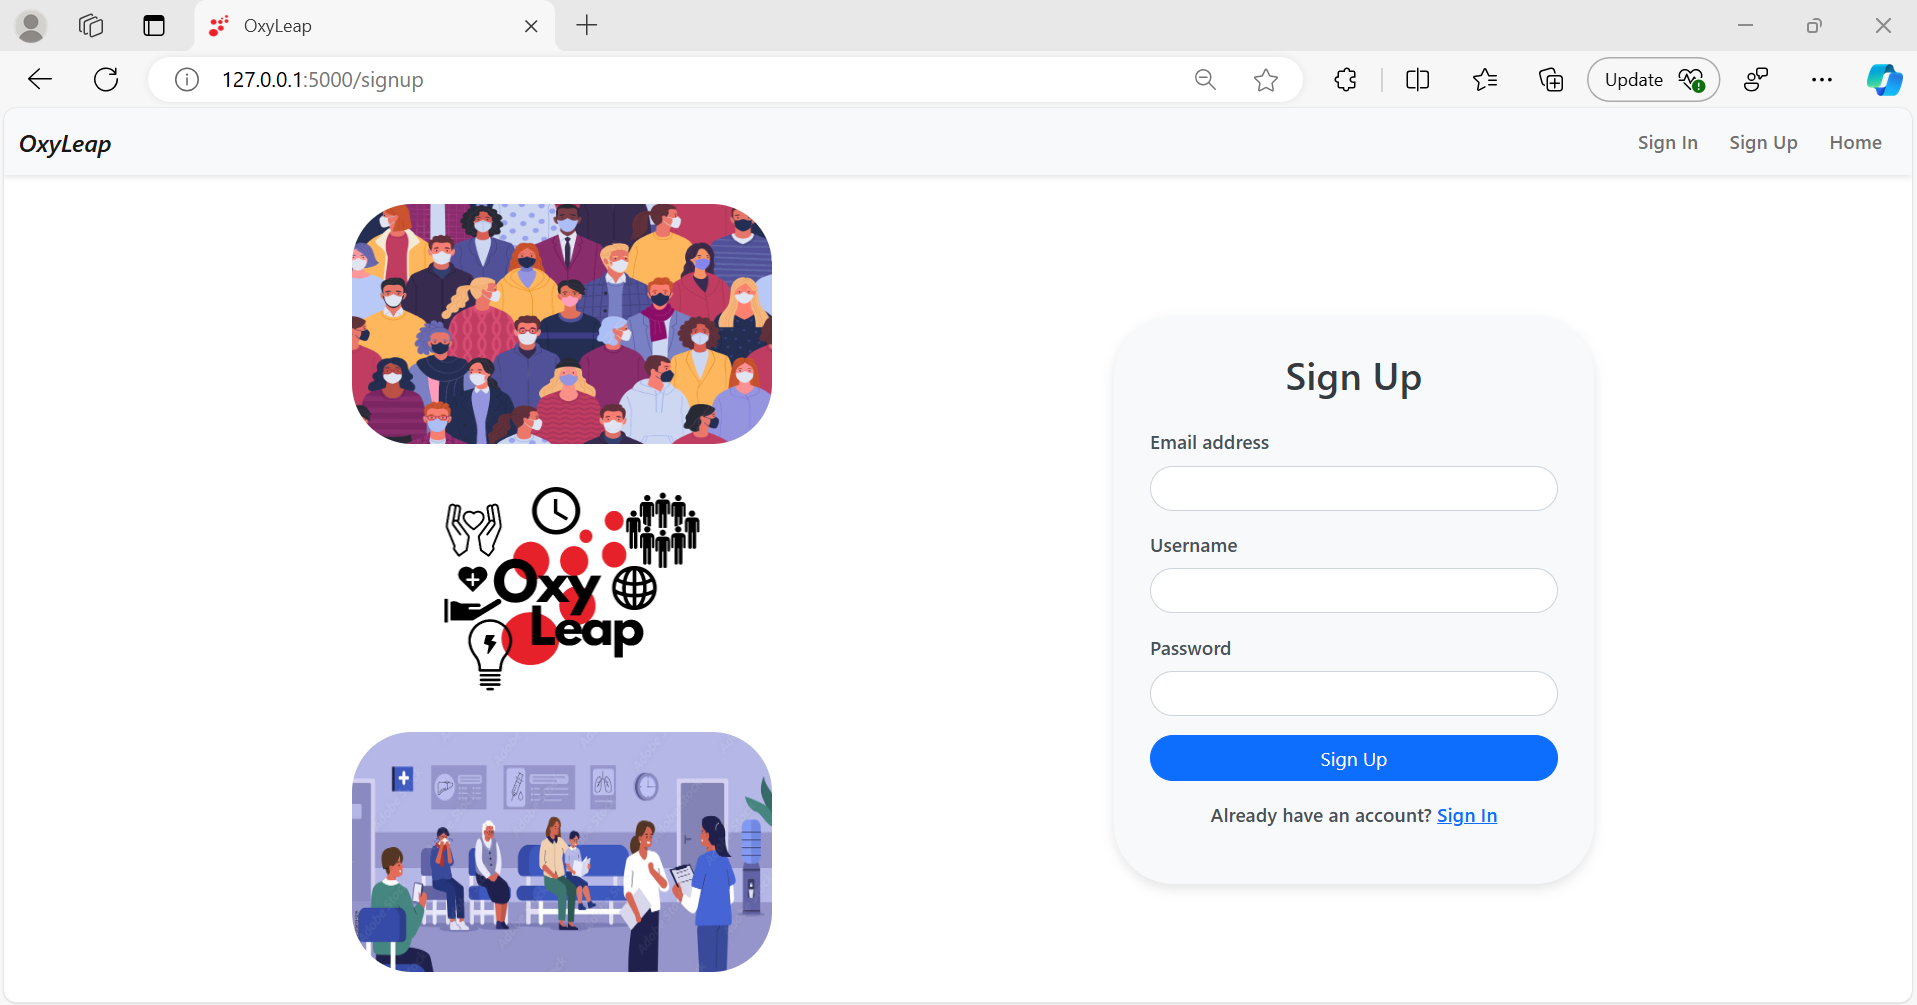 OxyLeap
127.0.0.1:5000/signup
Update
OxyLeap
Sign In
Sign Up
Home
Oxy
Leap
Sign Up
Email address
Username
Password
Sign Up
Already have an account? Sign In